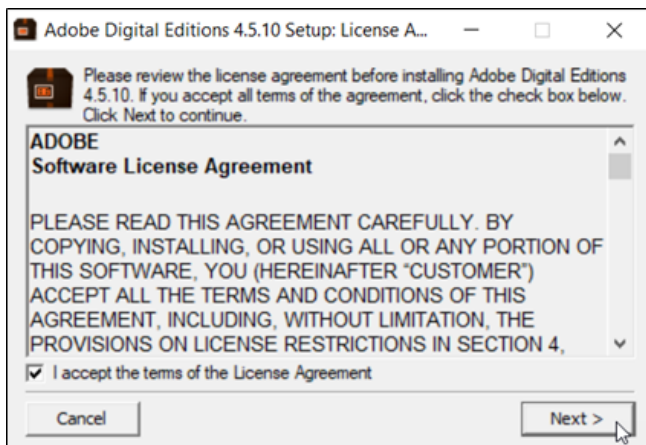 Adobe Digital Editions 4.5.10 Setup: License A...
Please review the license agreement before installing Adobe Digital Editions
4.5.10. If you accept all terms of the agreement, click the check box below.
Click Next to continue.
ADOBE
Software License Agreement
PLEASE READ THIS AGREEMENT CAREFULLY. BY
COPYING, INSTALLING, OR USING ALL OR ANY PORTION OF
THIS SOFTWARE, YOU (HEREINAFTER “CUSTOMER”)
ACCEPT ALL THE TERMS AND CONDITIONS OF THIS
AGREEMENT, INCLUDING, WITHOUT LIMITATION, THE
PROVISIONS ON LICENSE RESTRICTIONS IN SECTION 4,
I accept the terms of the License Agreement
Cancel
Next >